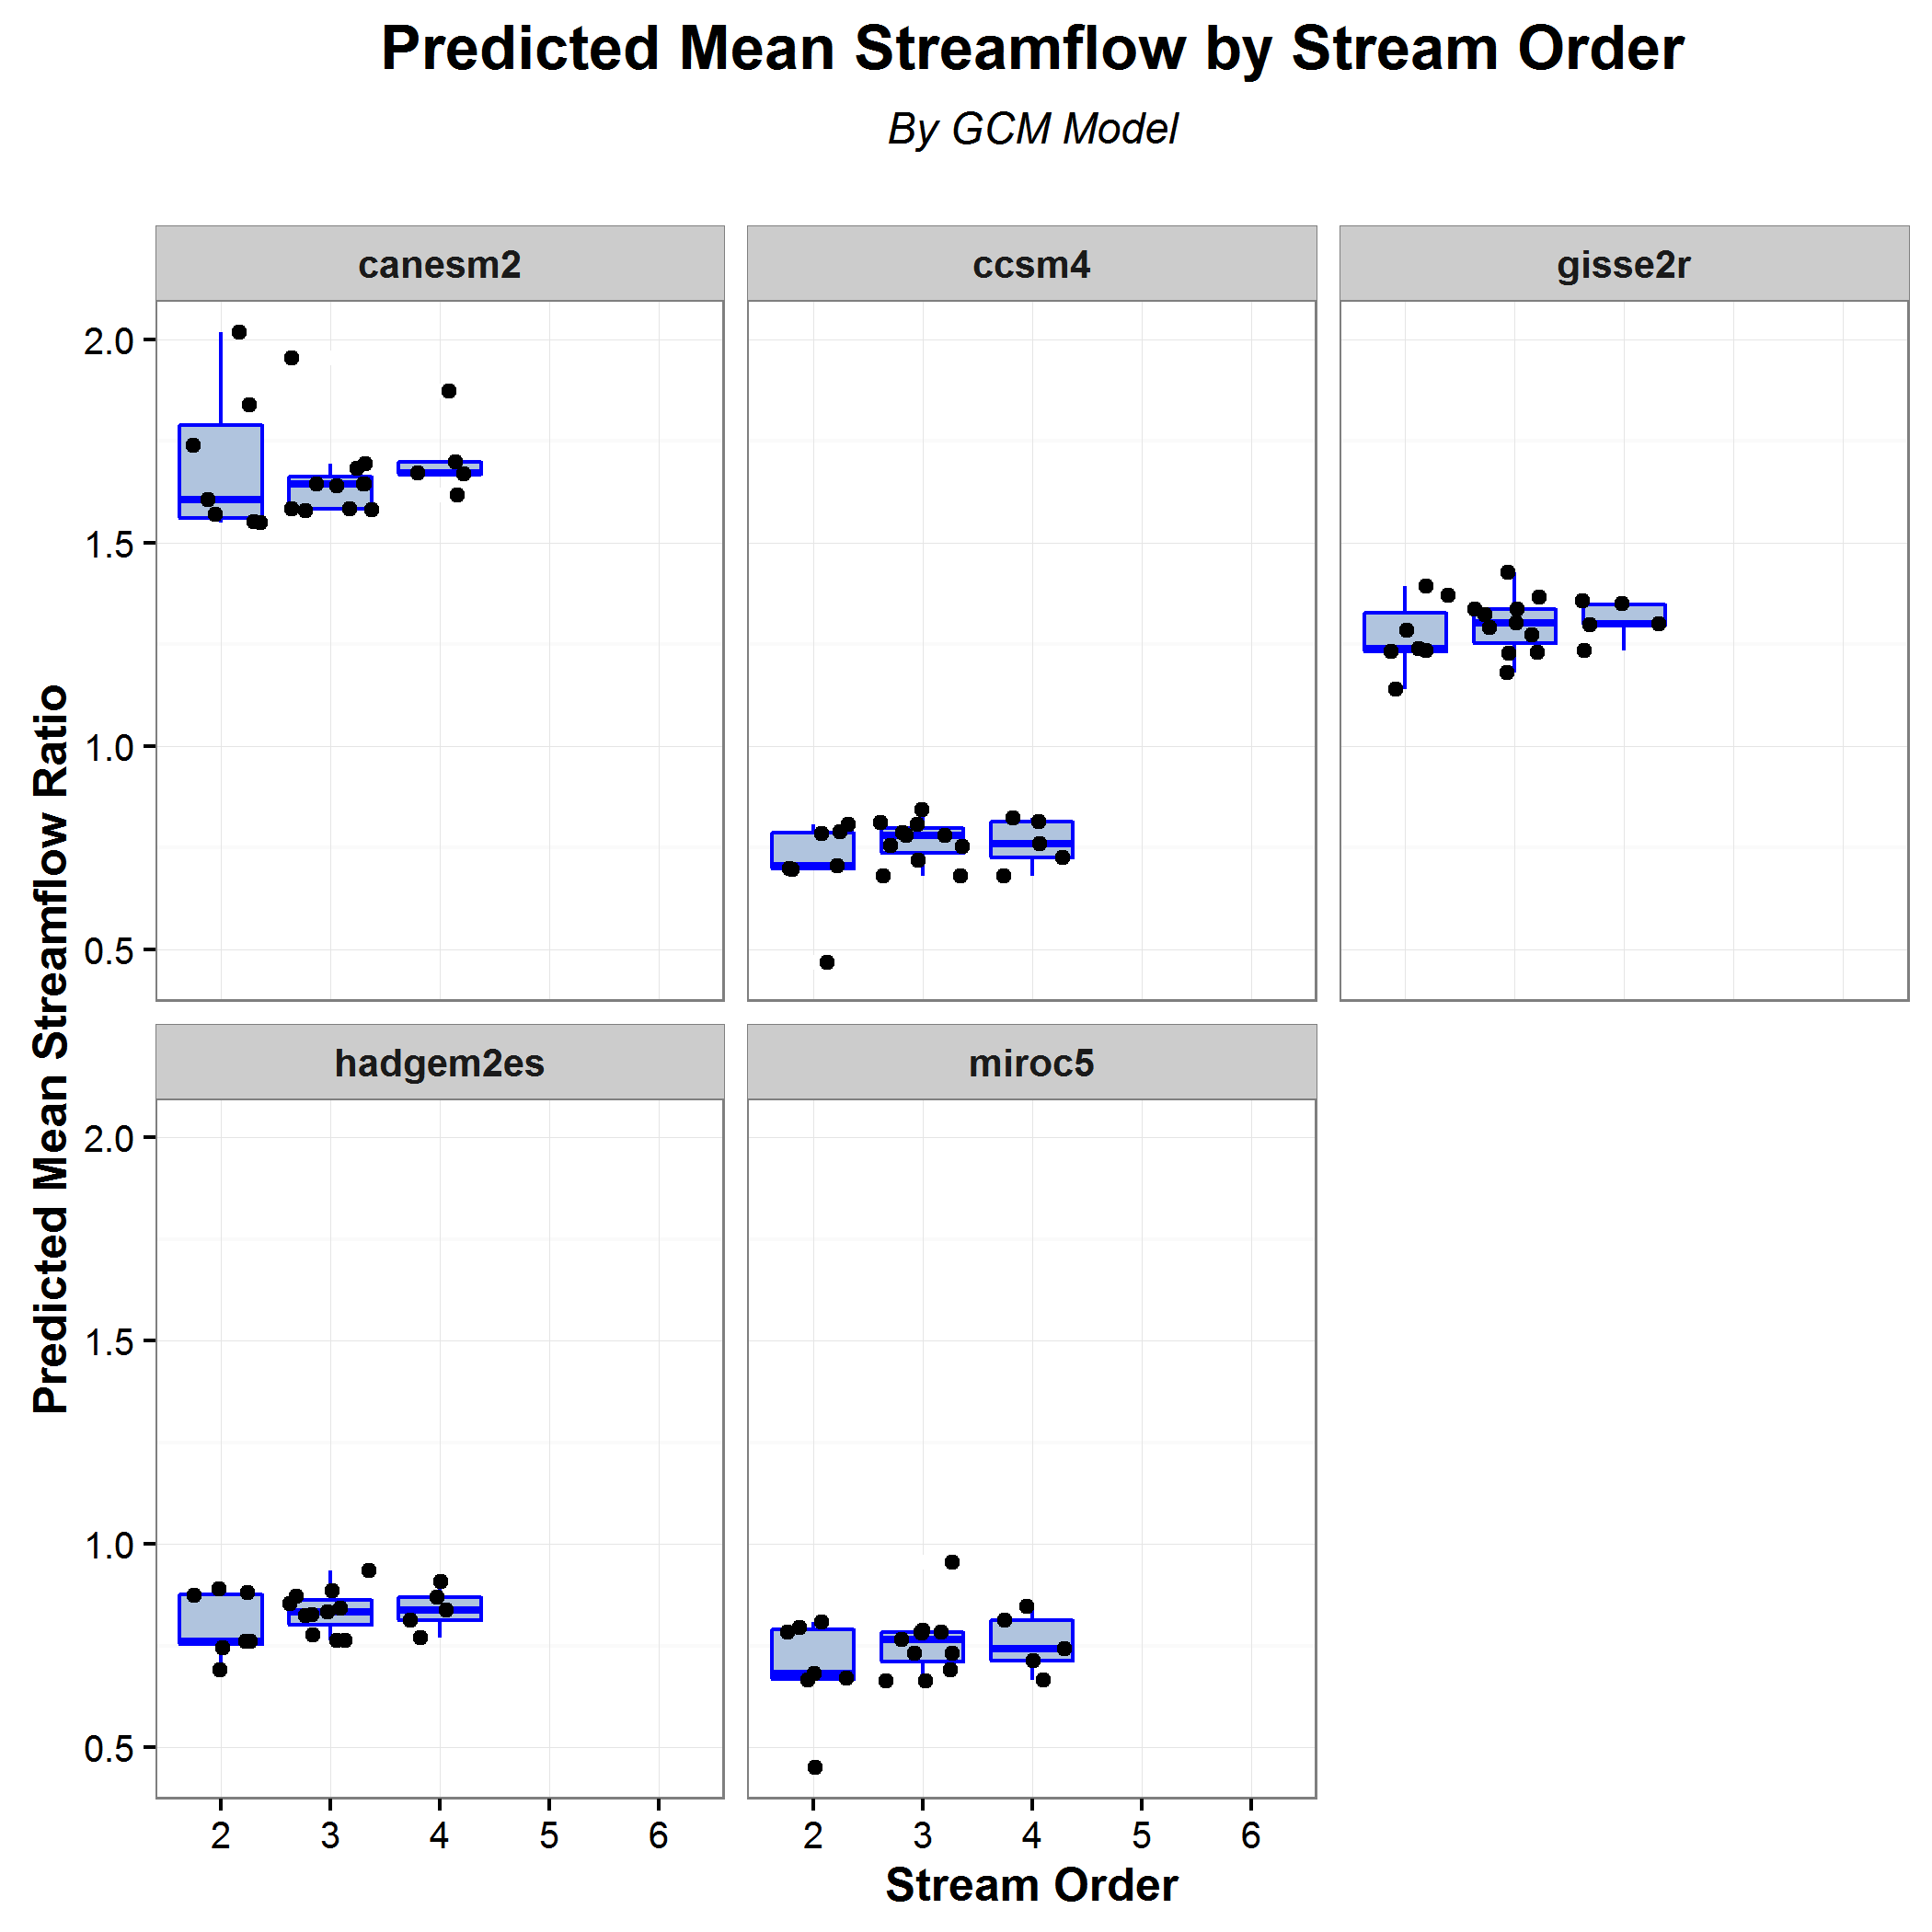 Predicted Mean Streamflow by Stream Order
By GCM Model
canesm2
ccsm4
gisse2r
2.0
1.5
1.0
0.5
Predicted Mean Streamflow Ratio
hadgem2es
miroc5
2.0
1.5
1.0
0.5
2 3 4 5 6
2 3 4 5 6
Stream Order